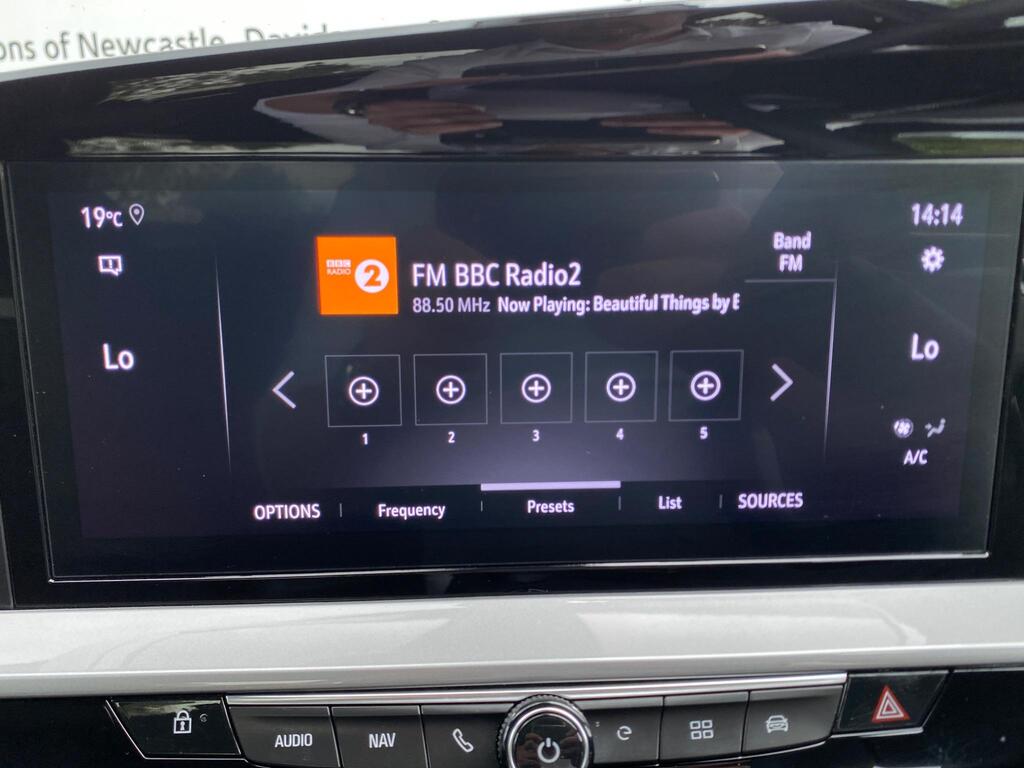 ons of Newcastle, David
19°C
14:14
Band
FM
BBC
RADIO
2
FM BBC Radio2
88.50 MHz Now Playing: Beautiful Things by B
Lo
Lo
1
2
3
4
5
A/C
OPTIONS
Frequency
Presets
List
SOURCES
AUDIO
NAV